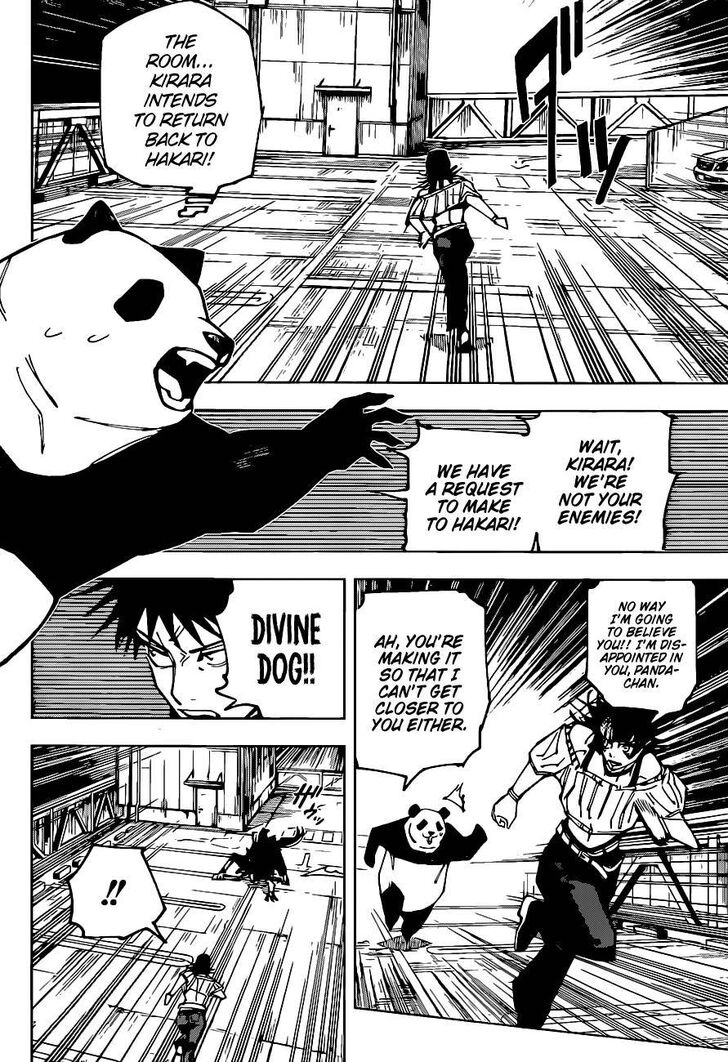 THE
ROOM...
KIRARA
INTENDS
TO RETURN
BACK TO
HAKARI!
ダッ
WAIT,
KIRARA!
WE'RE
NOT YOUR
ENEMIES!
WE HAVE
A REQUEST
TO MAKE
TO HAKARI!
NO WAY
I'M GOING
TO BELIEVE
YOU!! I'M DIS-
APPOINTED IN
YOU, PANDA-
CHAN.
AH, YOU'RE
MAKING IT
SO THAT I
CAN'T GET
CLOSER TO
YOU EITHER.
DIVINE
DOG!!
!!